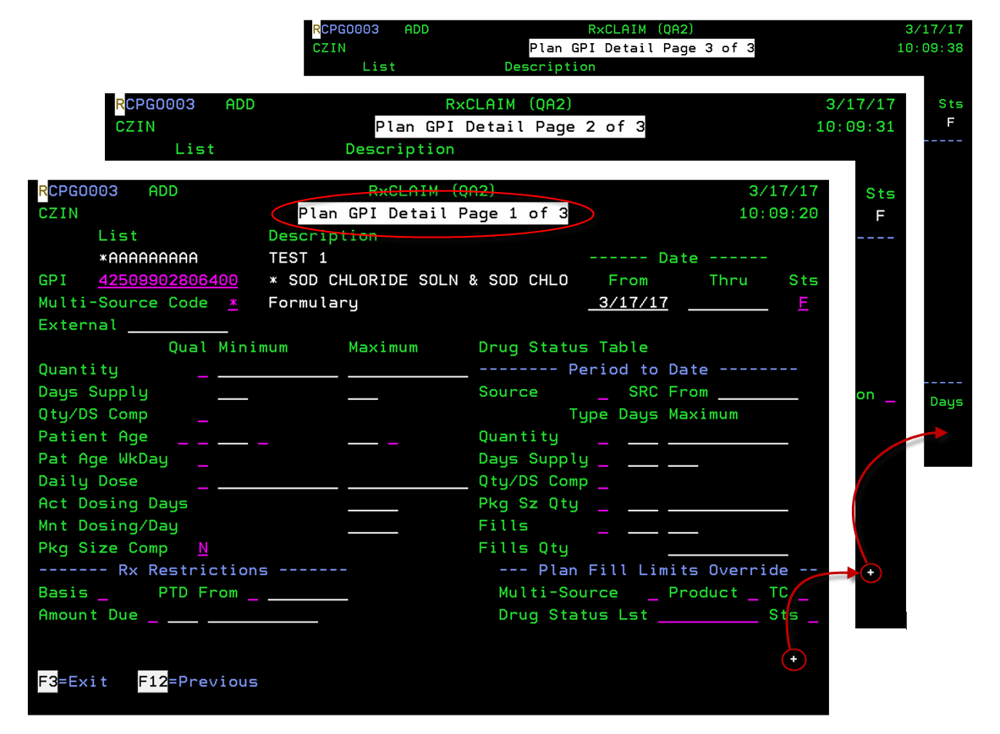 RCPGO003 ADD RxCLAIM (QA2) 3/17/17
CZIN Plan GPI Detail Page 3 of 3 10:09:38
List Description
Sts
F
Days
RCPGO003 ADD RxCLAIM (QA2) 3/17/17
CZIN Plan GPI Detail Page 2 of 3 10:09:31
List Description
Sts
F
on _
+
RCPGO003 ADD RxCLAIM (QA2) 3/17/17
CZIN Plan GPI Detail Page 1 of 3 10:09:20
List Description
*AAAAAAAAA TEST 1 ------ Date ------
GPI 42509902806400 * SOD CHLORIDE SOLN & SOD CHLO From Thru Sts
Multi-Source Code * Formulary 3/17/17 F
External
Qual Minimum Maximum Drug Status Table
Quantity -------- Period to Date --------
Days Supply Source _ SRC From
Qty/DS Comp Type Days Maximum
Patient Age Quantity
Pat Age WkDay Days Supply
Daily Dose Qty/DS Comp
Act Dosing Days Pkg Sz Qty
Mnt Dosing/Day Fills
Pkg Size Comp N Fills Qty
------- Rx Restrictions ------- --- Plan Fill Limits Override --
Basis _ PTD From _ Multi-Source _ Product _ TC _
Amount Due _ Drug Status Lst Sts _
+
F3=Exit F12=Previous